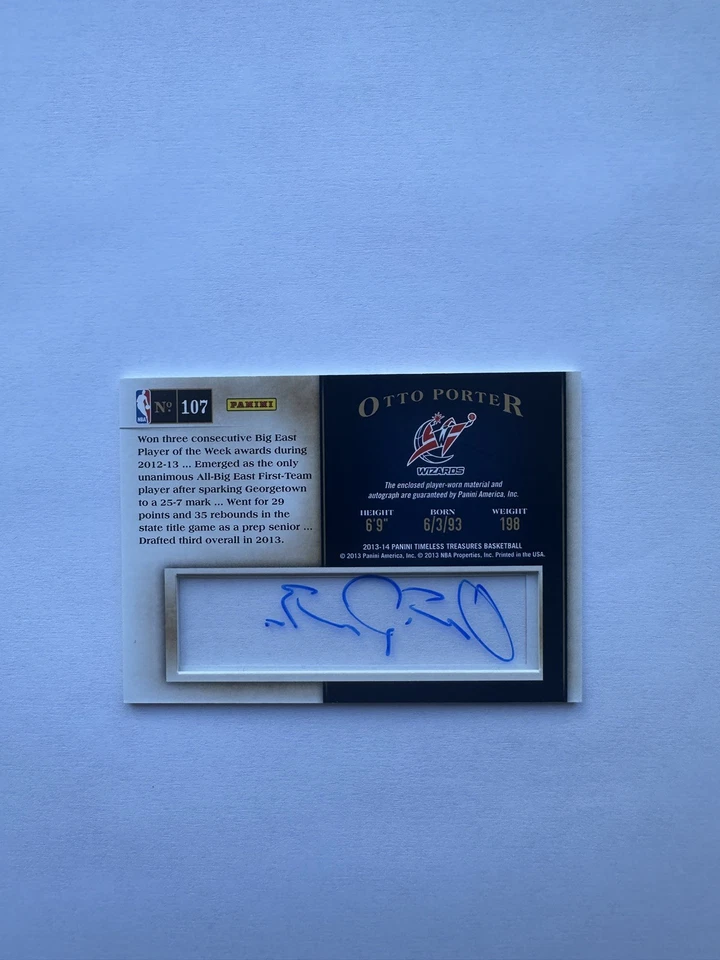 NBA
No. 107
PANINI
Won three consecutive Big East
Player of the Week awards during
2012-13 ... Emerged as the only
unanimous All-Big East First-Team
player after sparking Georgetown
to a 25-7 mark ... Went for 29
points and 35 rebounds in the
state title game as a prep senior ...
Drafted third overall in 2013.
OTTO PORTER
WIZARDS
The enclosed player-worn material and
autograph are guaranteed by Panini America, Inc.
HEIGHT BORN WEIGHT
6'9" 6/3/93 198
2013-14 PANINI TIMELESS TREASURES BASKETBALL
© 2013 Panini America, Inc. © 2013 NBA Properties, Inc. Printed in the USA.